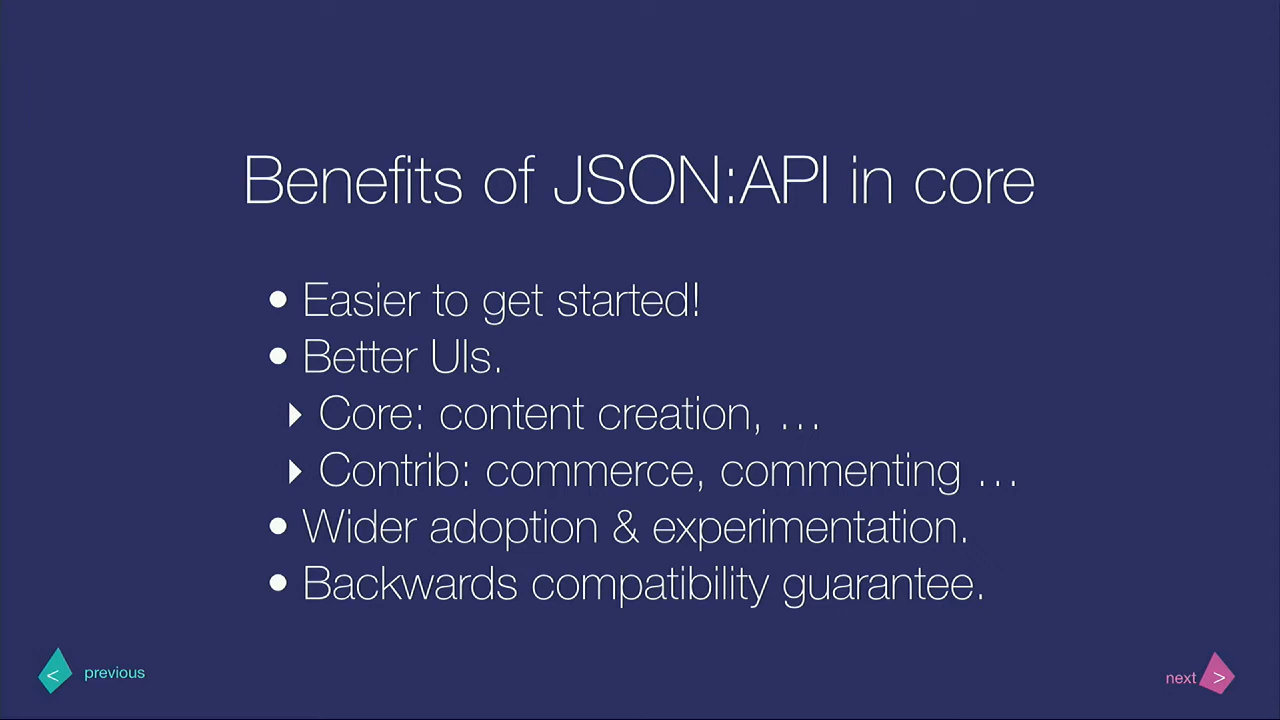 Benefits of JSON:API in core
• Easier to get started!
• Better UIs.
‣ Core: content creation, …
‣ Contrib: commerce, commenting …
• Wider adoption & experimentation.
• Backwards compatibility guarantee.
< previous
next >